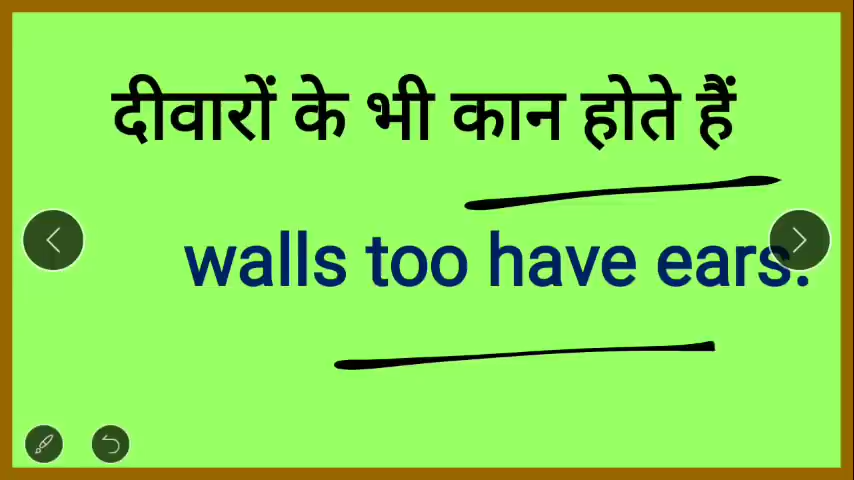 दीवारों के भी कान होते हैं
walls too have ears.